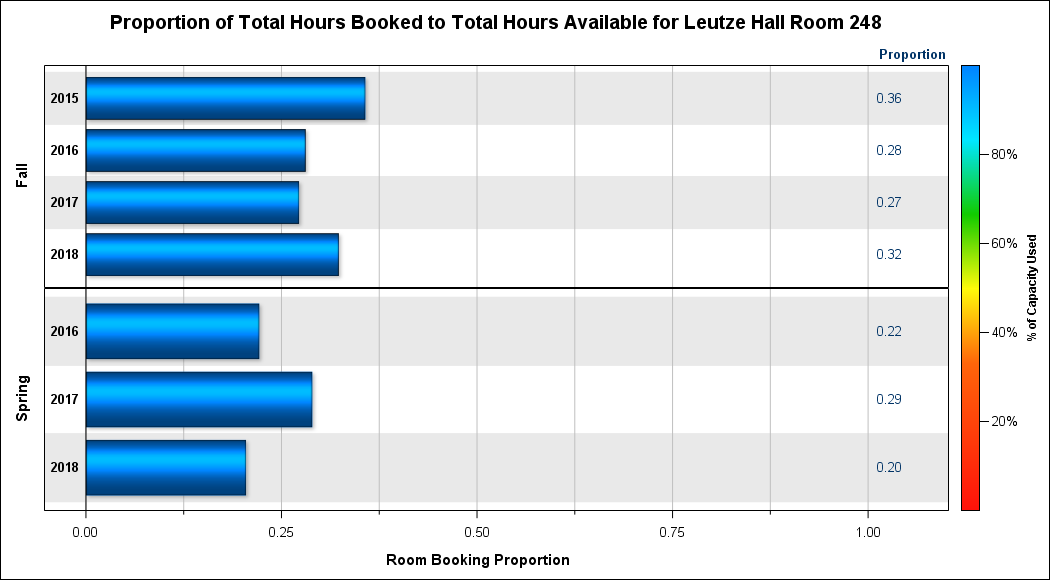 Proportion of Total Hours Booked to Total Hours Available for Leutze Hall Room 248
Proportion
Fall
2015 0.36
2016 0.28
2017 0.27
2018 0.32
Spring
2016 0.22
2017 0.29
2018 0.20
0.00 0.25 0.50 0.75 1.00
Room Booking Proportion
80%
60%
40%
20%
% of Capacity Used